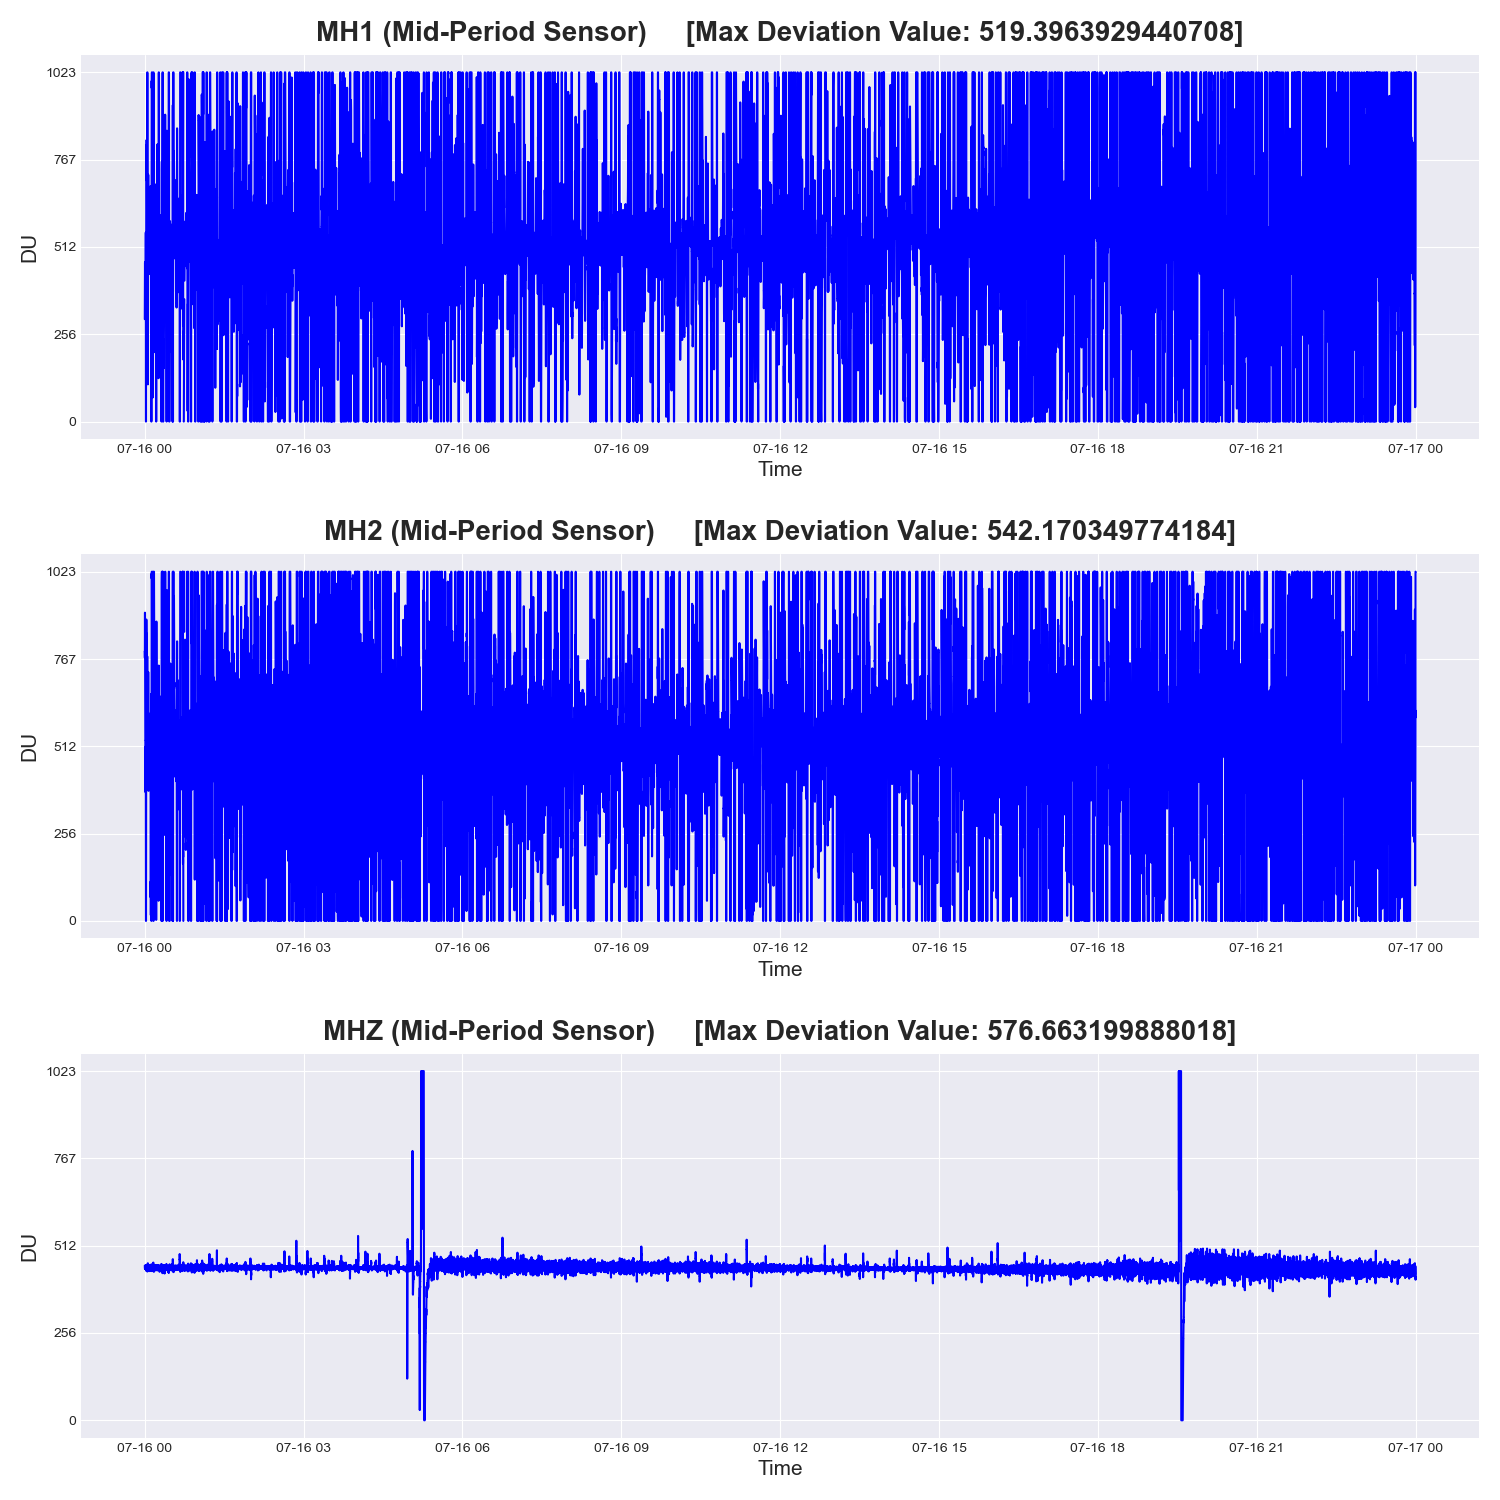 MH1 (Mid-Period Sensor) [Max Deviation Value: 519.3963929440708]
1023
767
512
256
0
DU
07-16 00 07-16 03 07-16 06 07-16 09 07-16 12 07-16 15 07-16 18 07-16 21 07-17 00
Time
MH2 (Mid-Period Sensor) [Max Deviation Value: 542.170349774184]
1023
767
512
256
0
DU
07-16 00 07-16 03 07-16 06 07-16 09 07-16 12 07-16 15 07-16 18 07-16 21 07-17 00
Time
MHZ (Mid-Period Sensor) [Max Deviation Value: 576.663199888018]
1023
767
512
256
0
DU
07-16 00 07-16 03 07-16 06 07-16 09 07-16 12 07-16 15 07-16 18 07-16 21 07-17 00
Time